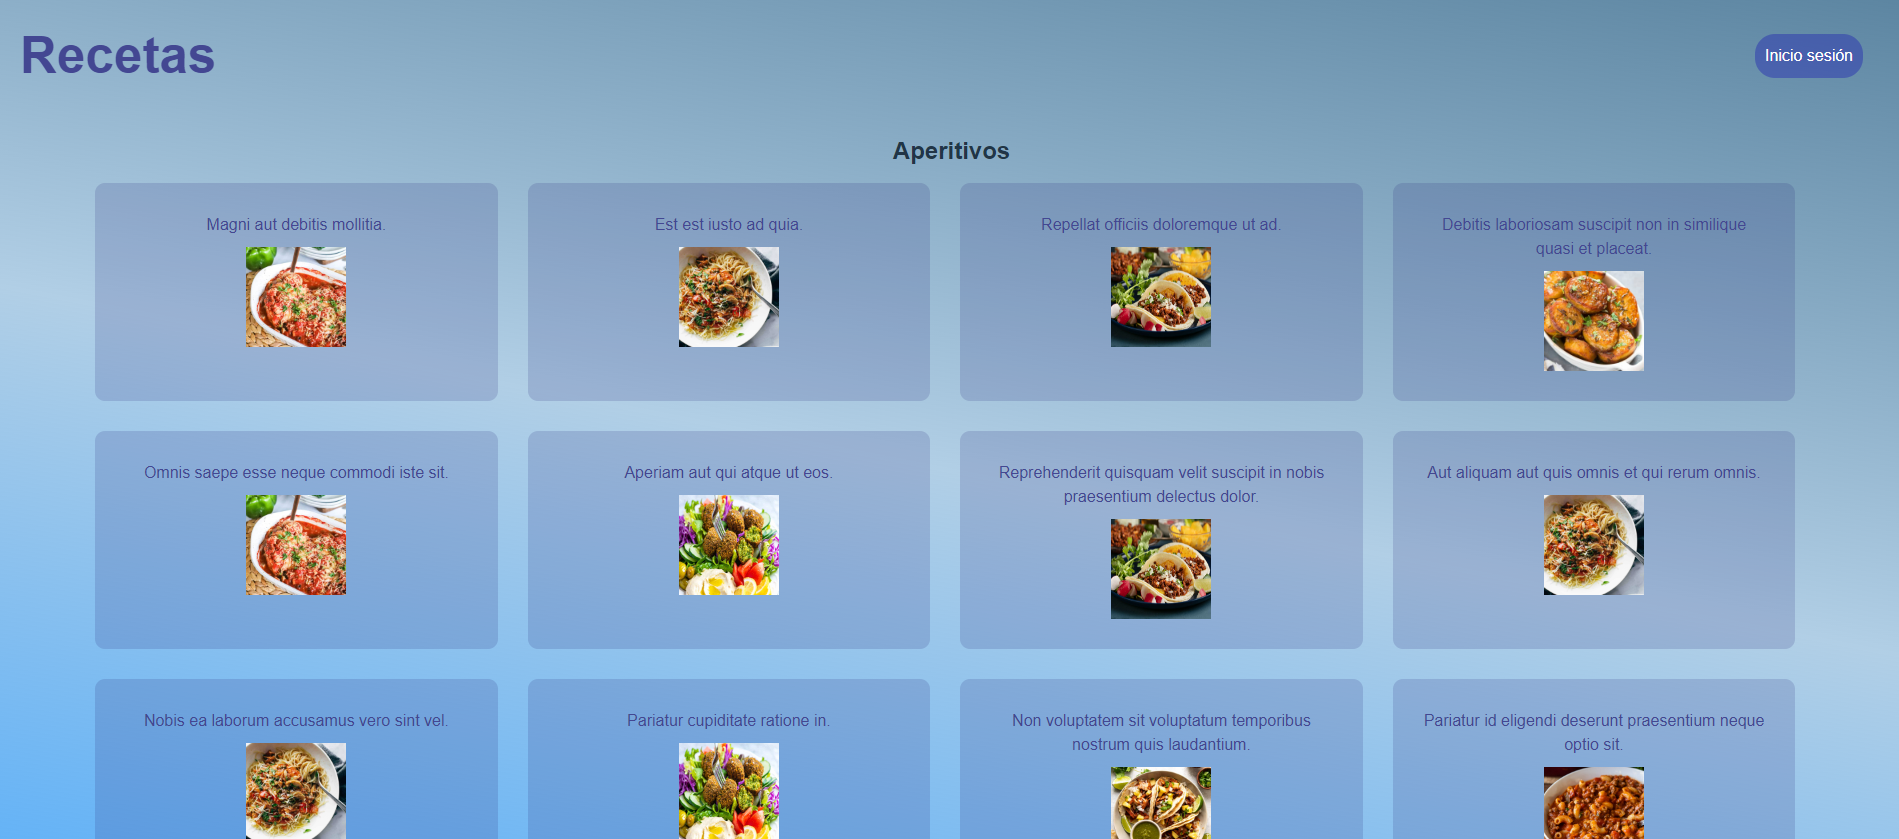 Recetas
Inicio sesión
Aperitivos
Magni aut debitis mollitia.
Est est iusto ad quia.
Repellat officiis doloremque ut ad.
Debitis laboriosam suscipit non in similique
quasi et placeat.
Omnis saepe esse neque commodi iste sit.
Aperiam aut qui atque ut eos.
Reprehenderit quisquam velit suscipit in nobis
praesentium delectus dolor.
Aut aliquam aut quis omnis et qui rerum omnis.
Nobis ea laborum accusamus vero sint vel.
Pariatur cupiditate ratione in.
Non voluptatem sit voluptatum temporibus
nostrum quis laudantium.
Pariatur id eligendi deserunt praesentium neque
optio sit.